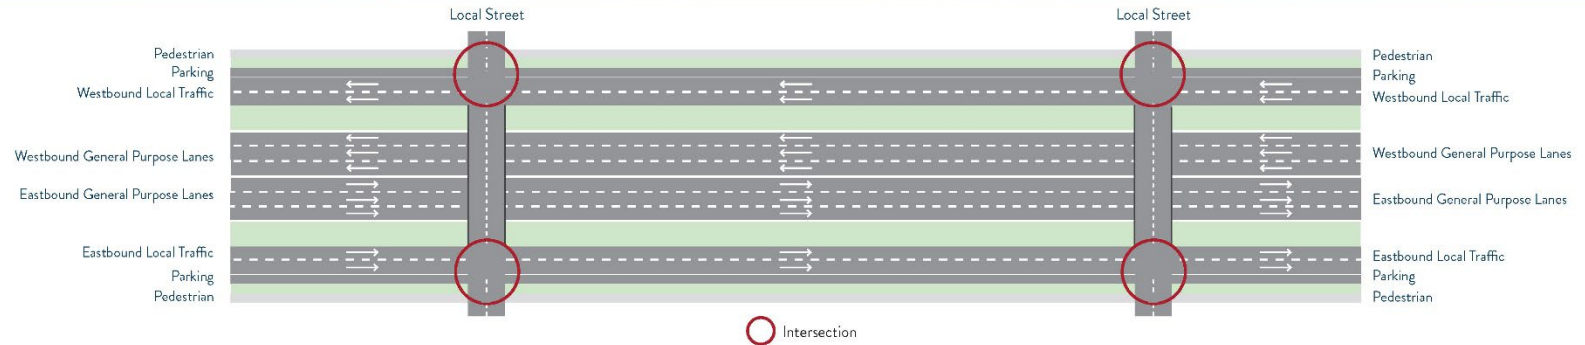 Local Street
Local Street
Pedestrian
Parking
Westbound Local Traffic
Westbound General Purpose Lanes
Eastbound General Purpose Lanes
Eastbound Local Traffic
Parking
Pedestrian
Pedestrian
Parking
Westbound Local Traffic
Westbound General Purpose Lanes
Eastbound General Purpose Lanes
Eastbound Local Traffic
Parking
Pedestrian
Intersection